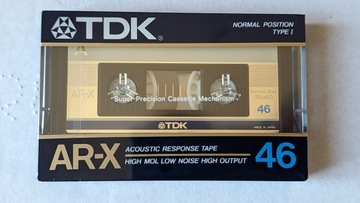 TDK®
NORMAL POSITION
TYPE I
AR-X
46
Super Precision Cassette Mechanism
TDK
AR-X
ACOUSTIC RESPONSE TAPE
HIGH MOL LOW NOISE HIGH OUTPUT
46